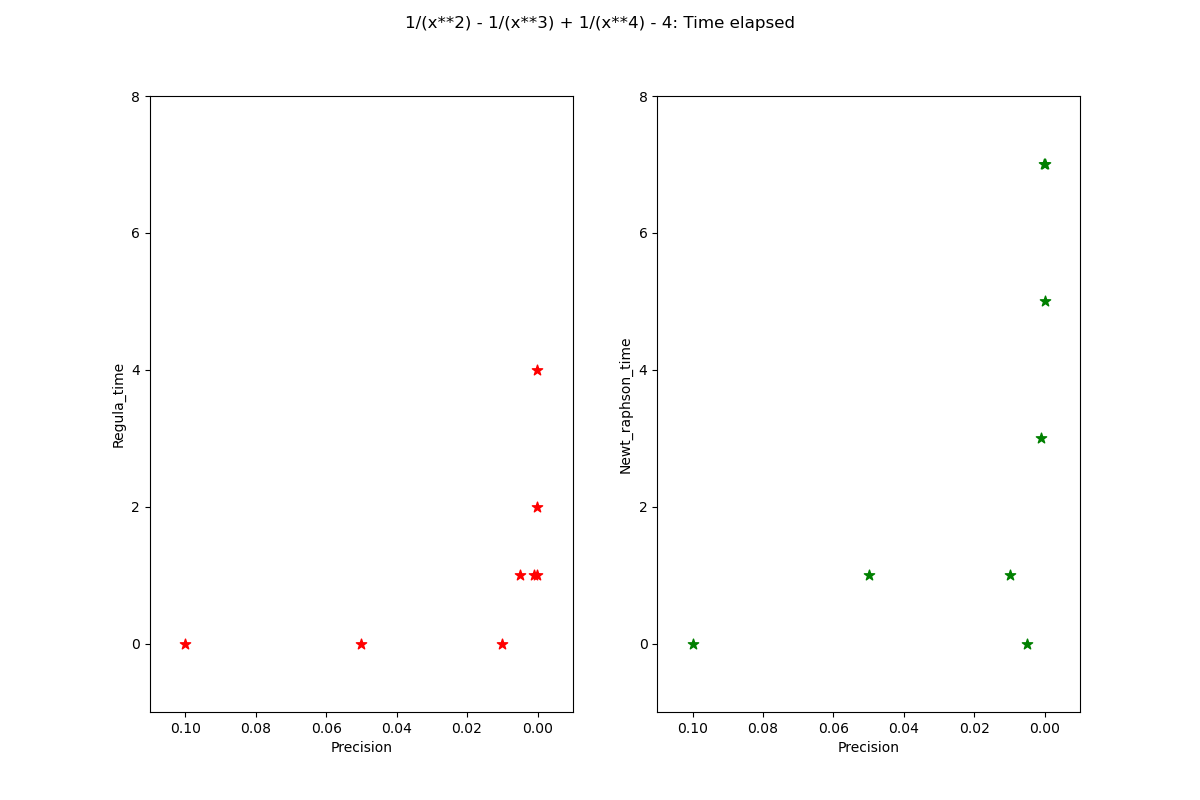 1/(x**2) - 1/(x**3) + 1/(x**4) - 4: Time elapsed
8
6
4
2
0
Regula_time
0.10 0.08 0.06 0.04 0.02 0.00
Precision
8
6
4
2
0
Newt_raphson_time
0.10 0.08 0.06 0.04 0.02 0.00
Precision